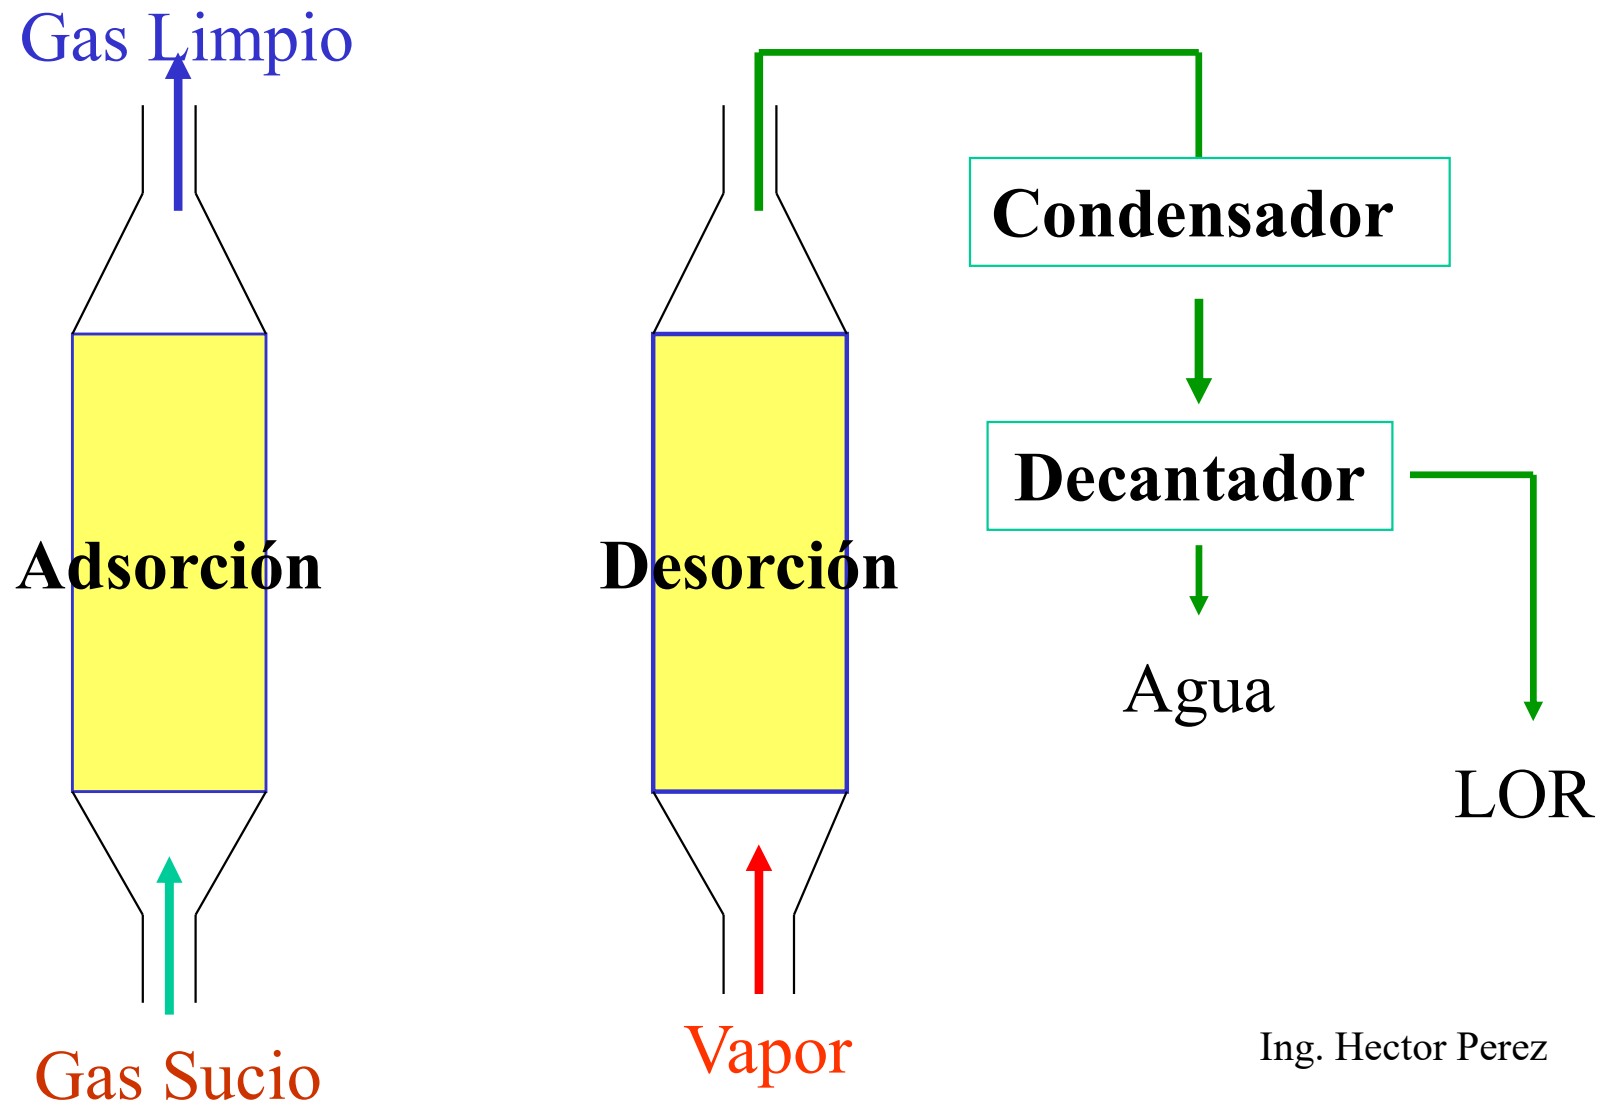 Gas Limpio
Condensador
Decantador
Adsorción
Desorción
Agua
LOR
Gas Sucio
Vapor
Ing. Hector Perez